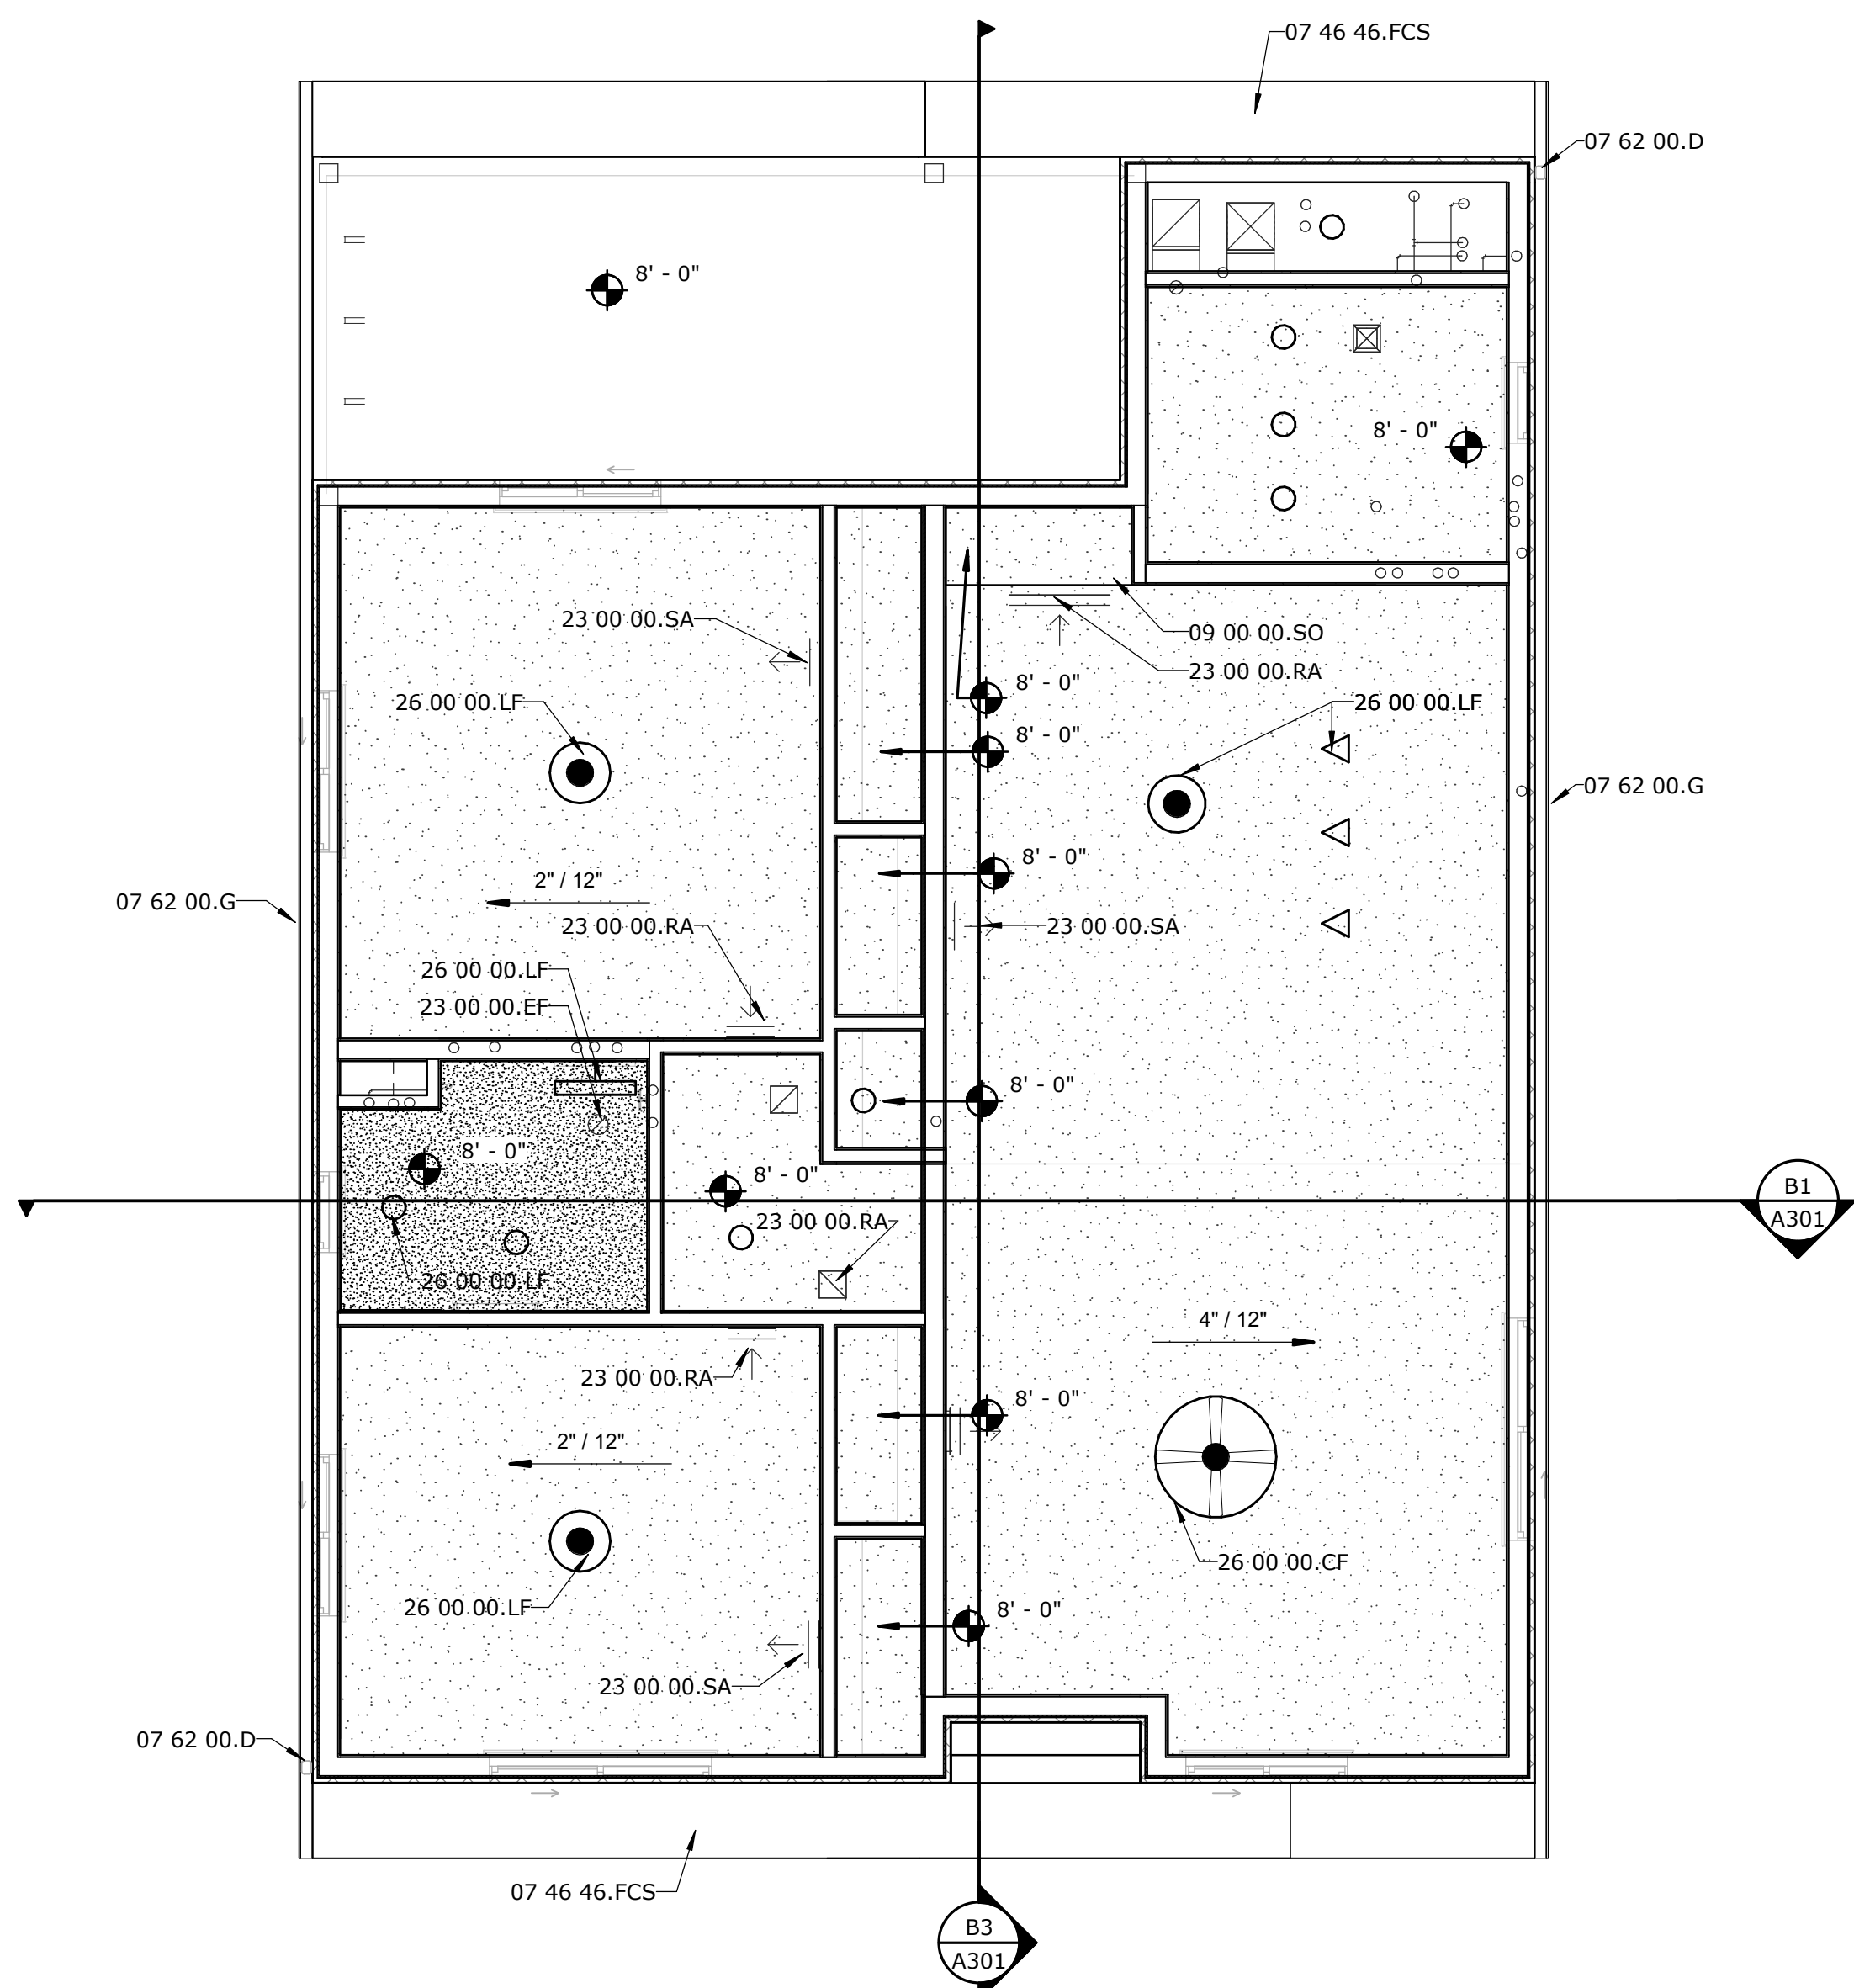 07 46 46.FCS
07 62 00.D
8' - 0"
8' - 0"
23 00 00.SA
09 00 00.SO
23 00 00.RA
26 00 00.LF
8' - 0"
26 00 00.LF
8' - 0"
07 62 00.G
8' - 0"
2" / 12"
07 62 00.G
23 00 00.RA
23 00 00.SA
26 00 00.LF
23 00 00.EF
8' - 0"
8' - 0"
8' - 0"
B1
A301
23 00 00.RA
26 00 00.LF
4" / 12"
23 00 00.RA
8' - 0"
2" / 12"
26 00 00.CF
26 00 00.LF
8' - 0"
23 00 00.SA
07 62 00.D
07 46 46.FCS
B3
A301